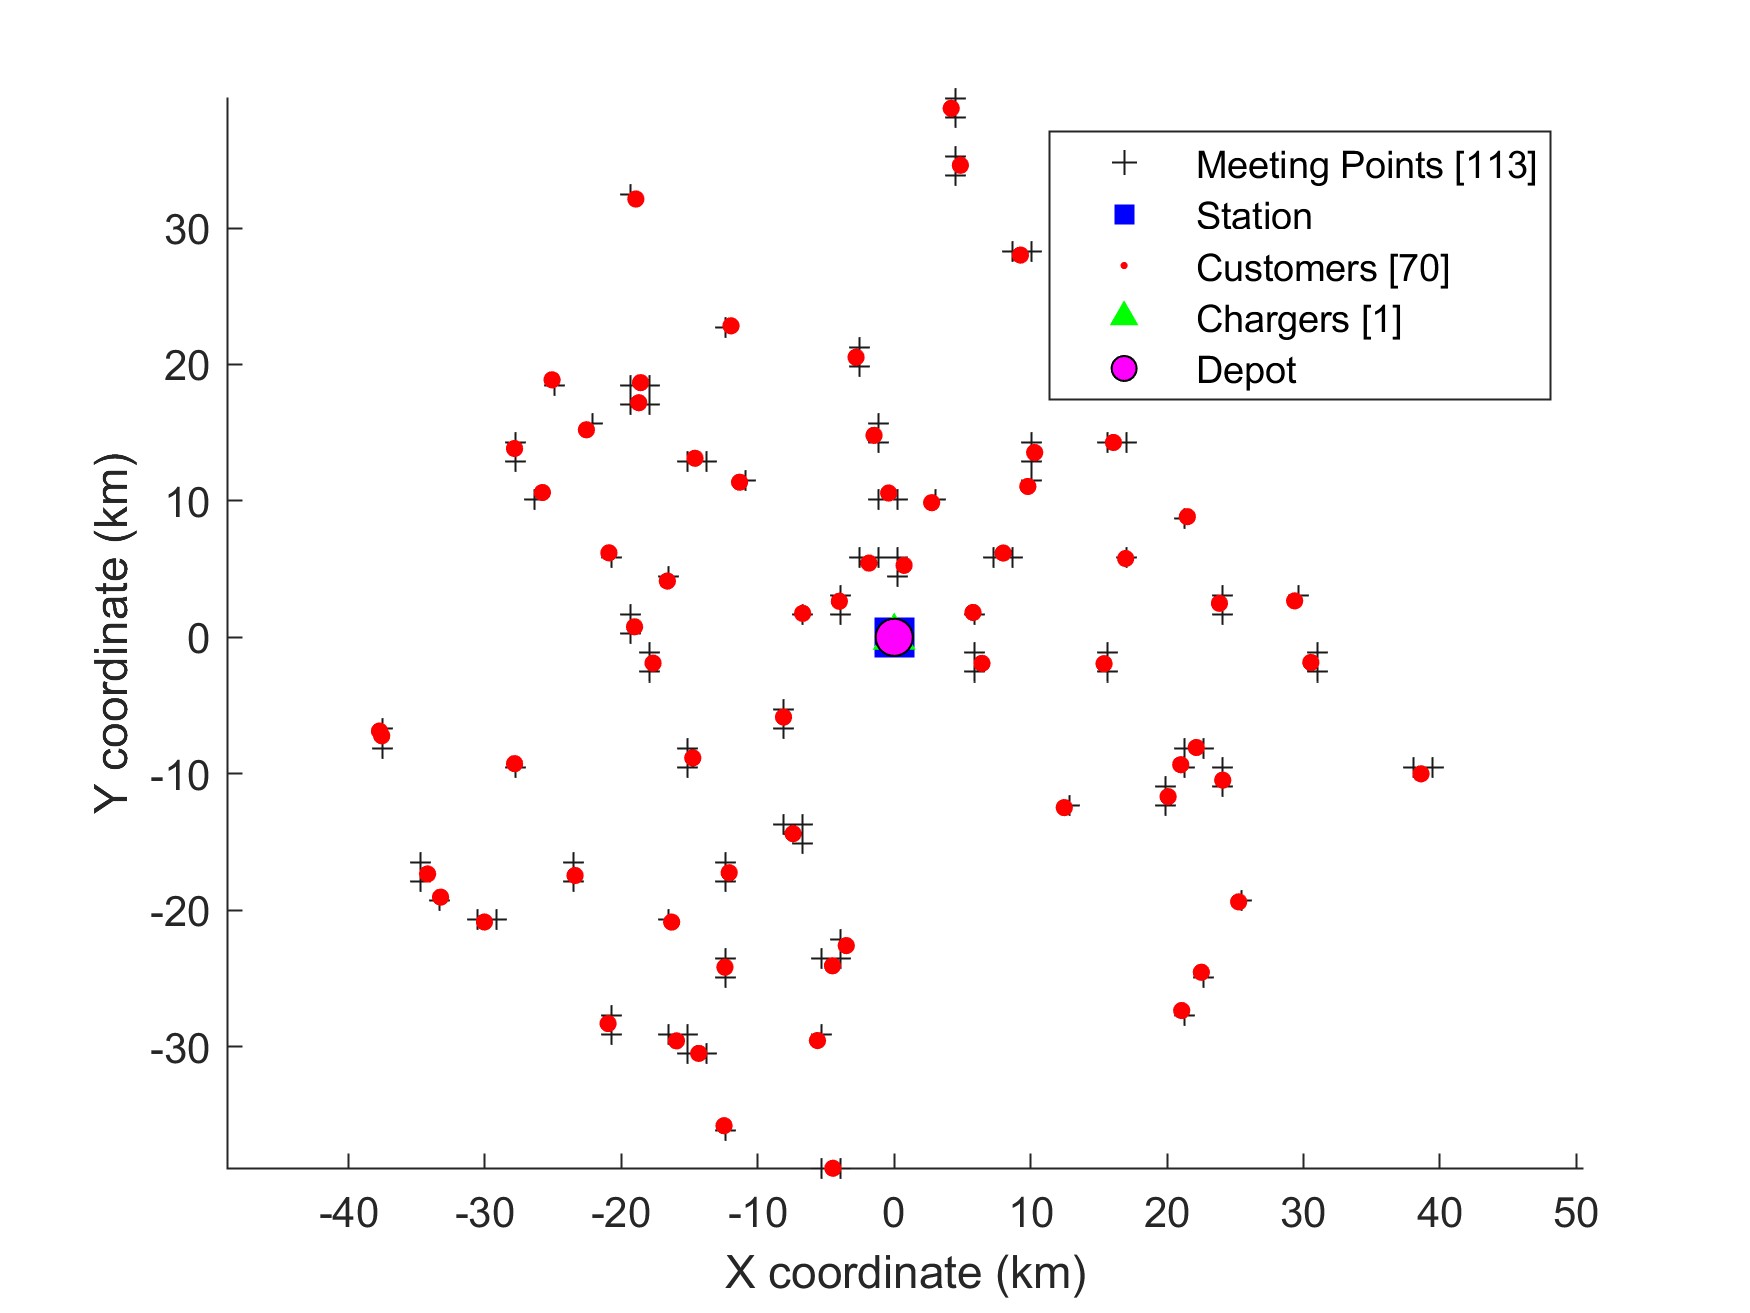 Meeting Points [113]
Station
Customers [70]
Chargers [1]
Depot
30
20
10
0
-10
-20
-30
Y coordinate (km)
-40 -30 -20 -10 0 10 20 30 40 50
X coordinate (km)